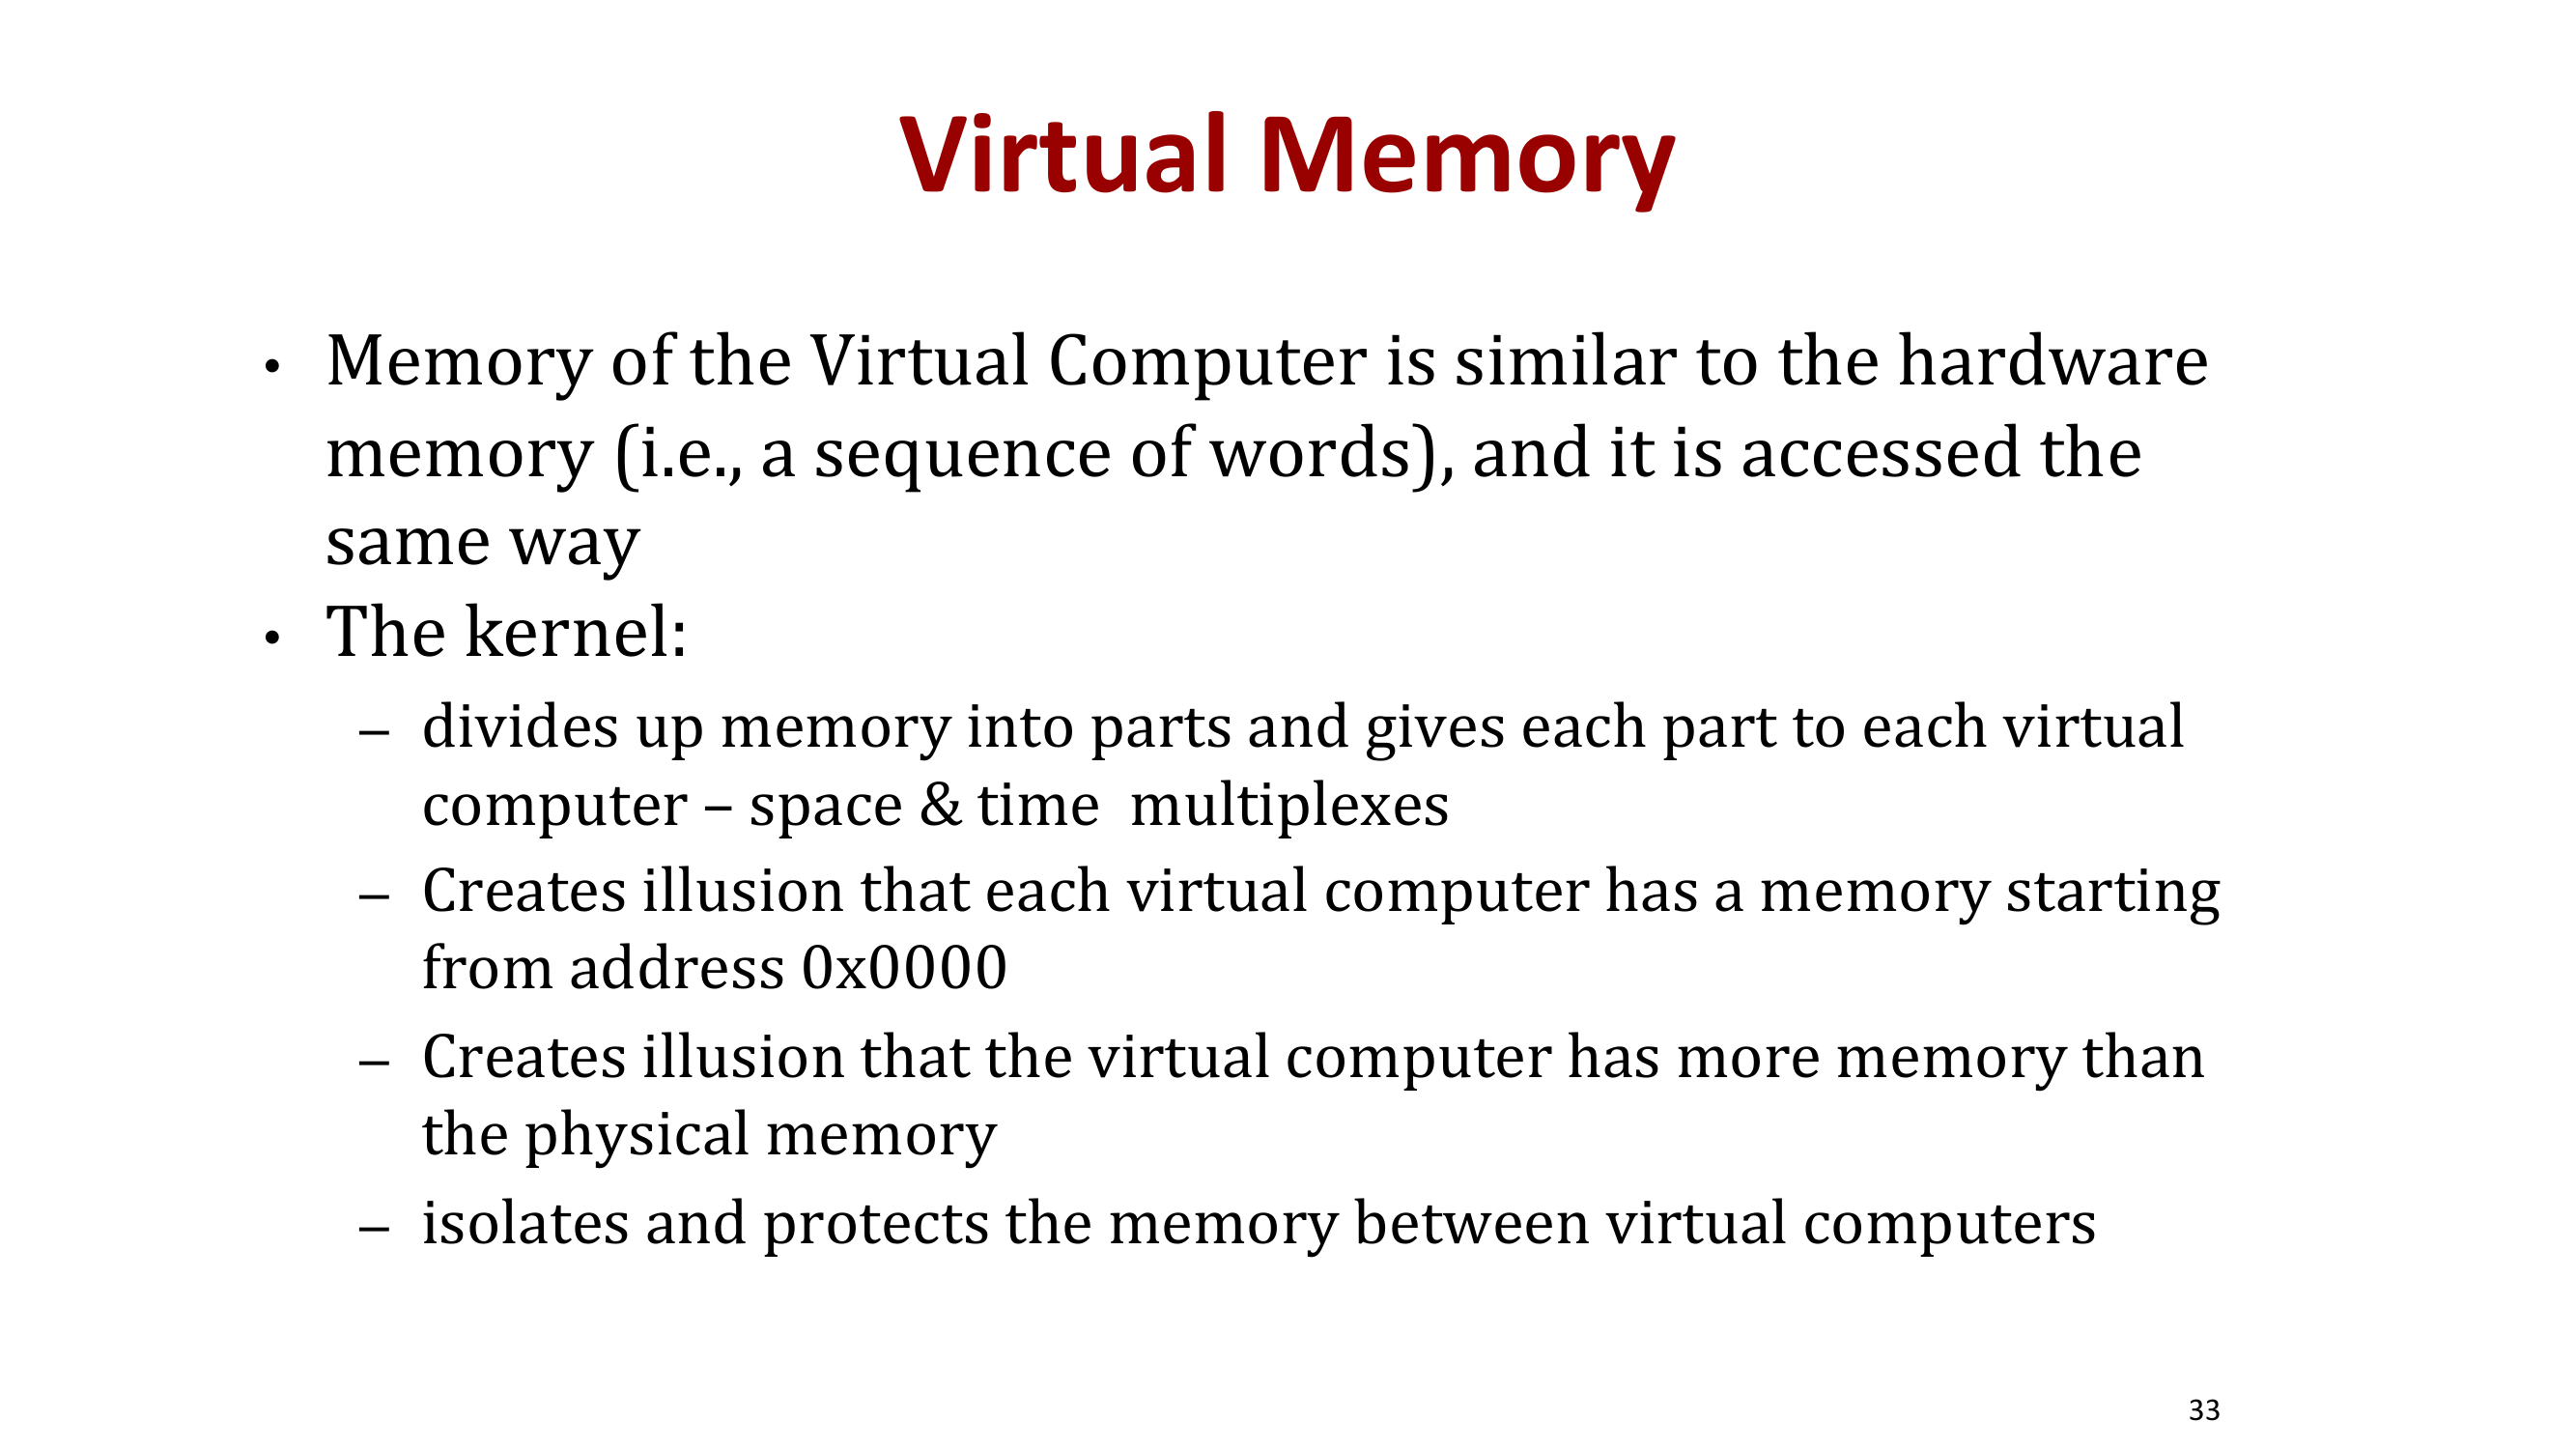 Virtual Memory
• Memory of the Virtual Computer is similar to the hardware
memory (i.e., a sequence of words), and it is accessed the
same way
• The kernel:
– divides up memory into parts and gives each part to each virtual
computer – space & time  multiplexes
– Creates illusion that each virtual computer has a memory starting
from address 0x0000
– Creates illusion that the virtual computer has more memory than
the physical memory
– isolates and protects the memory between virtual computers
33